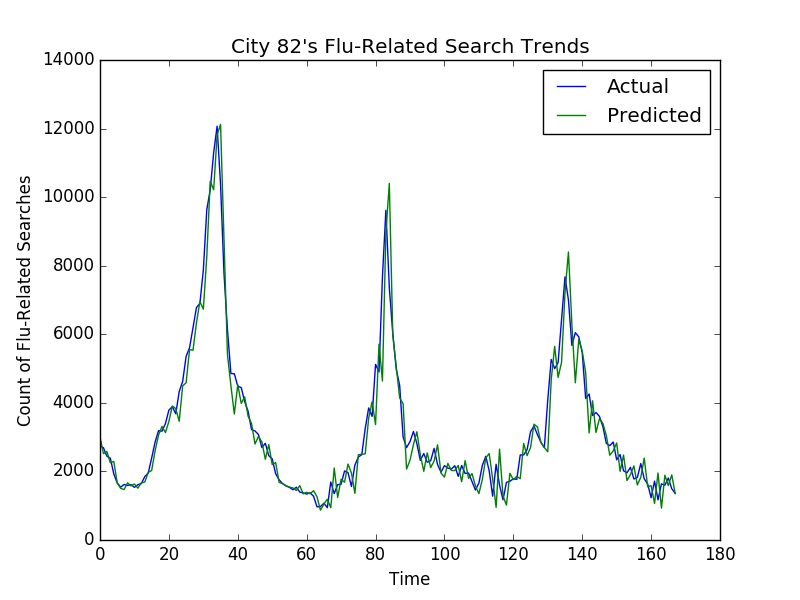 City 82's Flu-Related Search Trends
Actual
Predicted
14000
12000
10000
8000
6000
4000
2000
0
Count of Flu-Related Searches
0 20 40 60 80 100 120 140 160 180
Time